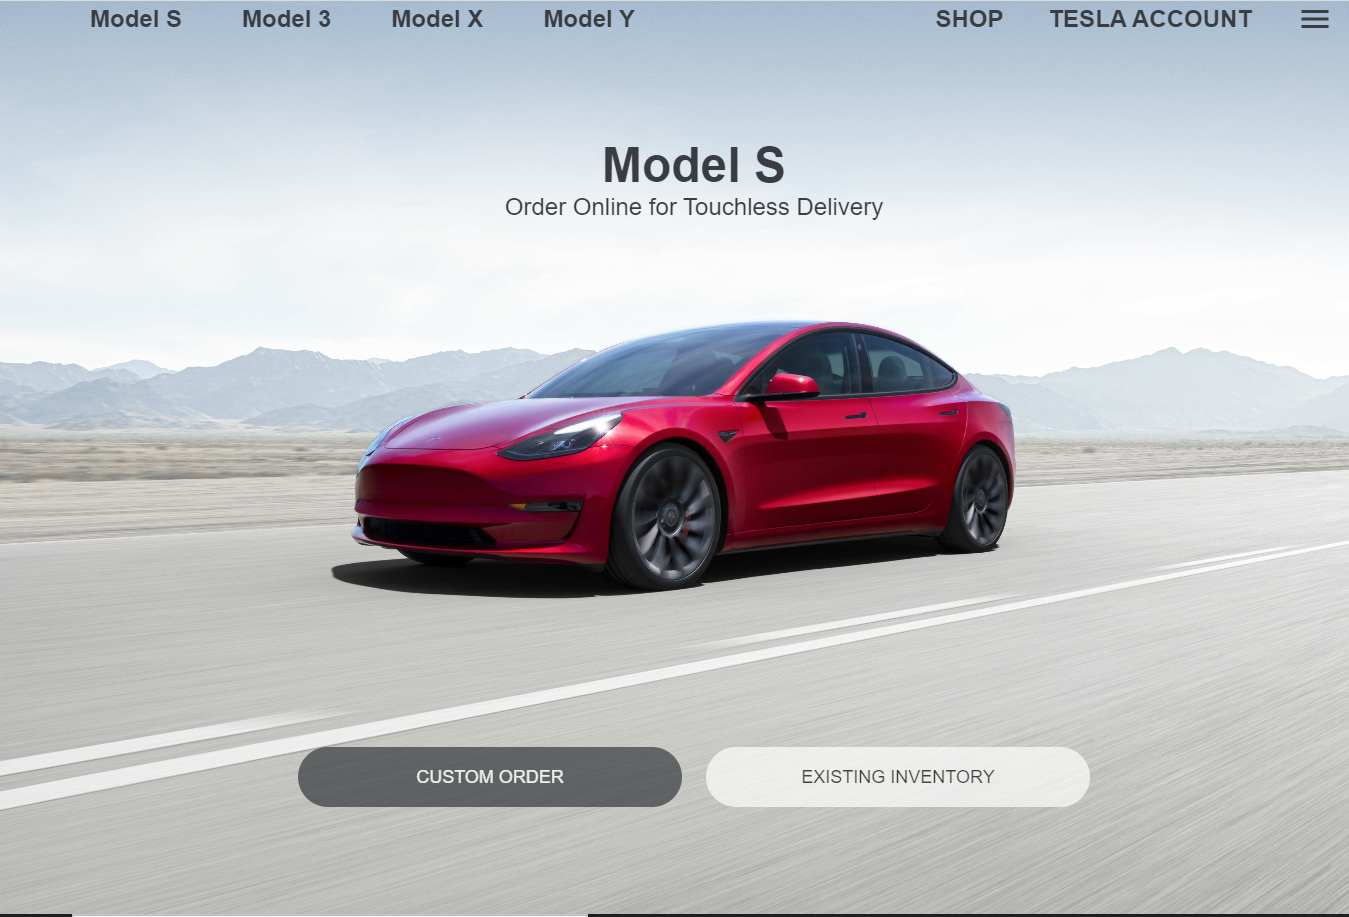 Model S Model 3 Model X Model Y SHOP TESLA ACCOUNT
Model S
Order Online for Touchless Delivery
CUSTOM ORDER EXISTING INVENTORY